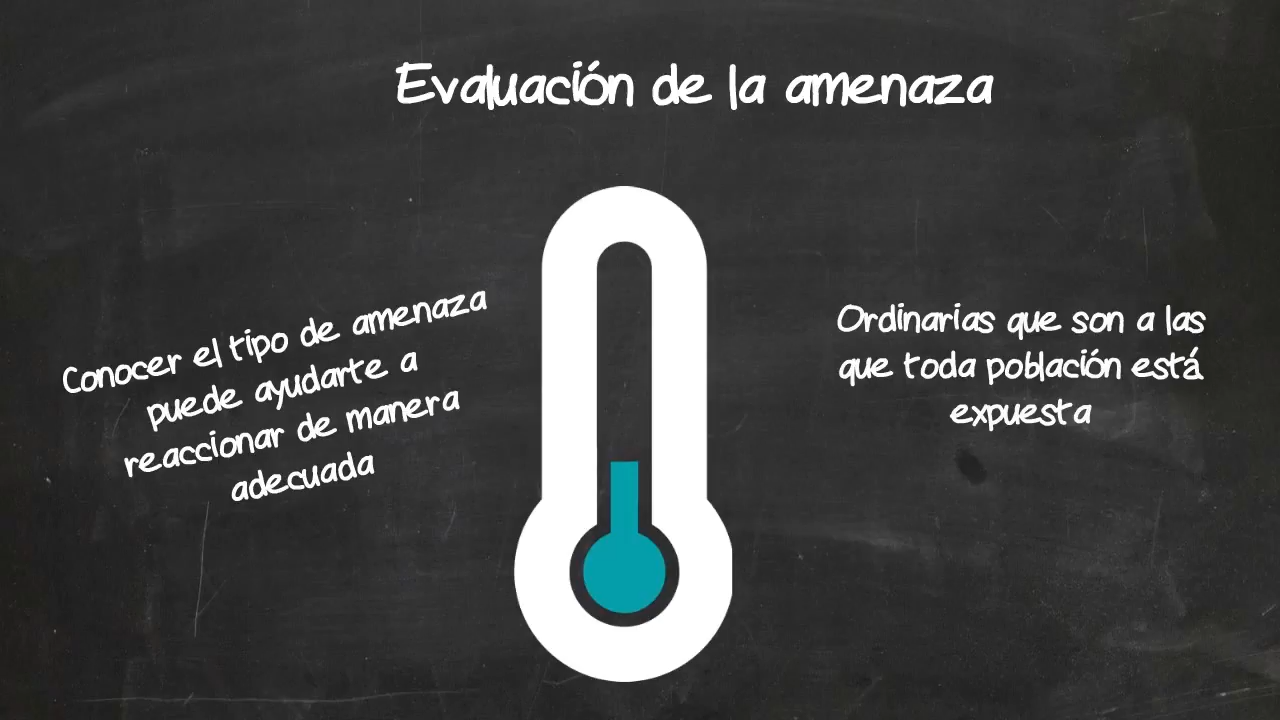 Evaluación de la amenaza
Conocer el tipo de amenaza
puede ayudarte a
reaccionar de manera
adecuada
Ordinarias que son a las
que toda población está
expuesta